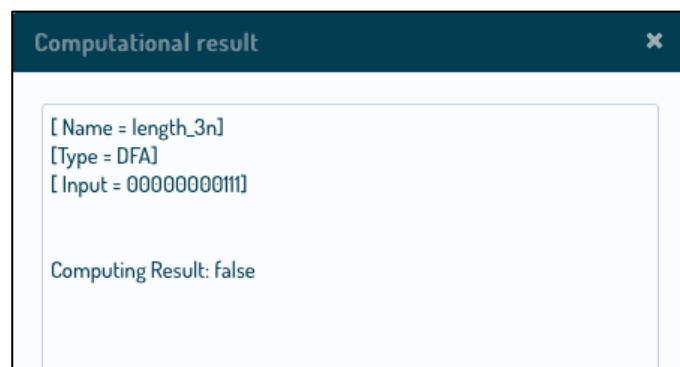 Computational result
[ Name = length_3n]
[Type = DFA]
[ Input = 00000000111]
Computing Result: false